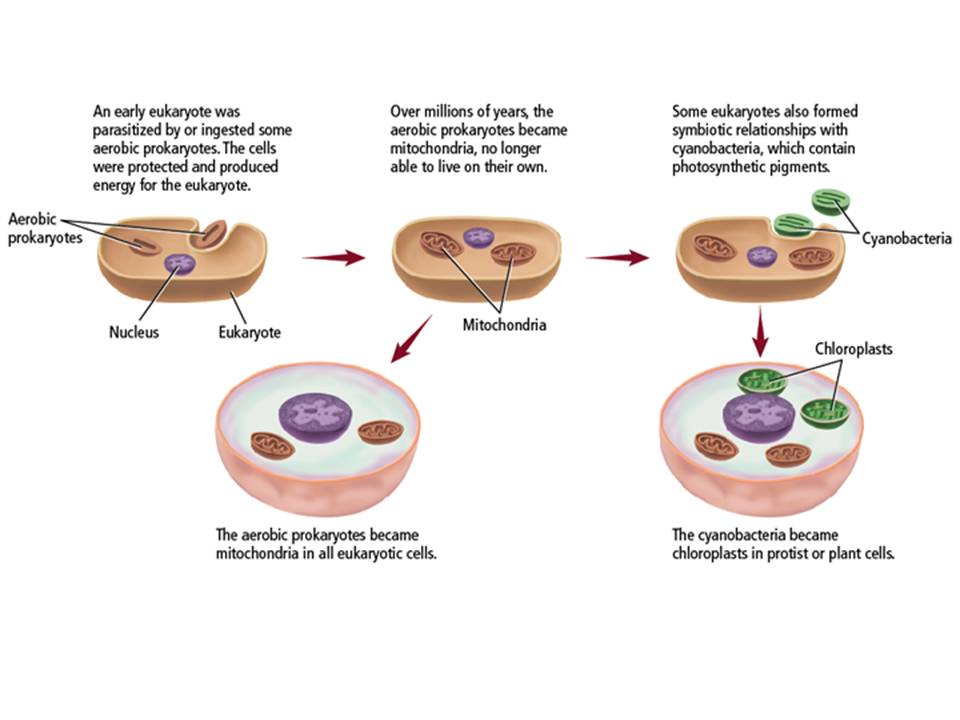 An early eukaryote was
parasitized by or ingested some
aerobic prokaryotes. The cells
were protected and produced
energy for the eukaryote.
Over millions of years, the
aerobic prokaryotes became
mitochondria, no longer
able to live on their own.
Some eukaryotes also formed
symbiotic relationships with
cyanobacteria, which contain
photosynthetic pigments.
Aerobic
prokaryotes
Nucleus
Eukaryote
Mitochondria
Cyanobacteria
Chloroplasts
The aerobic prokaryotes became
mitochondria in all eukaryotic cells.
The cyanobacteria became
chloroplasts in protist or plant cells.